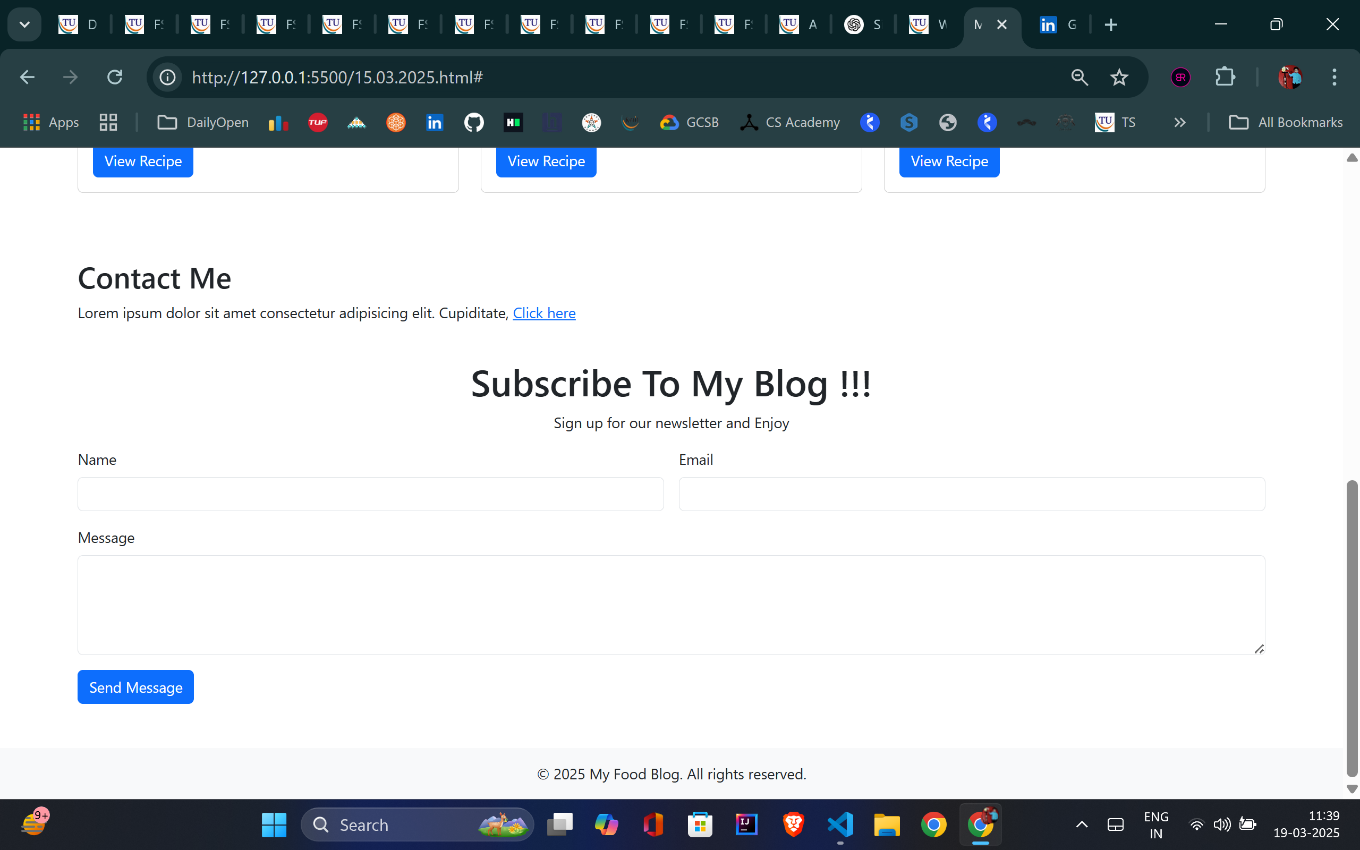 D
TU
http://127.0.0.1:5500/15.03.2025.html#
Apps
DailyOpen
GCSB
CS Academy
TS
All Bookmarks
View Recipe View Recipe View Recipe
Contact Me
Lorem ipsum dolor sit amet consectetur adipisicing elit. Cupiditate, Click here
Subscribe To My Blog !!!
Sign up for our newsletter and Enjoy
Name Email
Message
Send Message
© 2025 My Food Blog. All rights reserved.
9+
Search
ENG
IN
11:39
19-03-2025